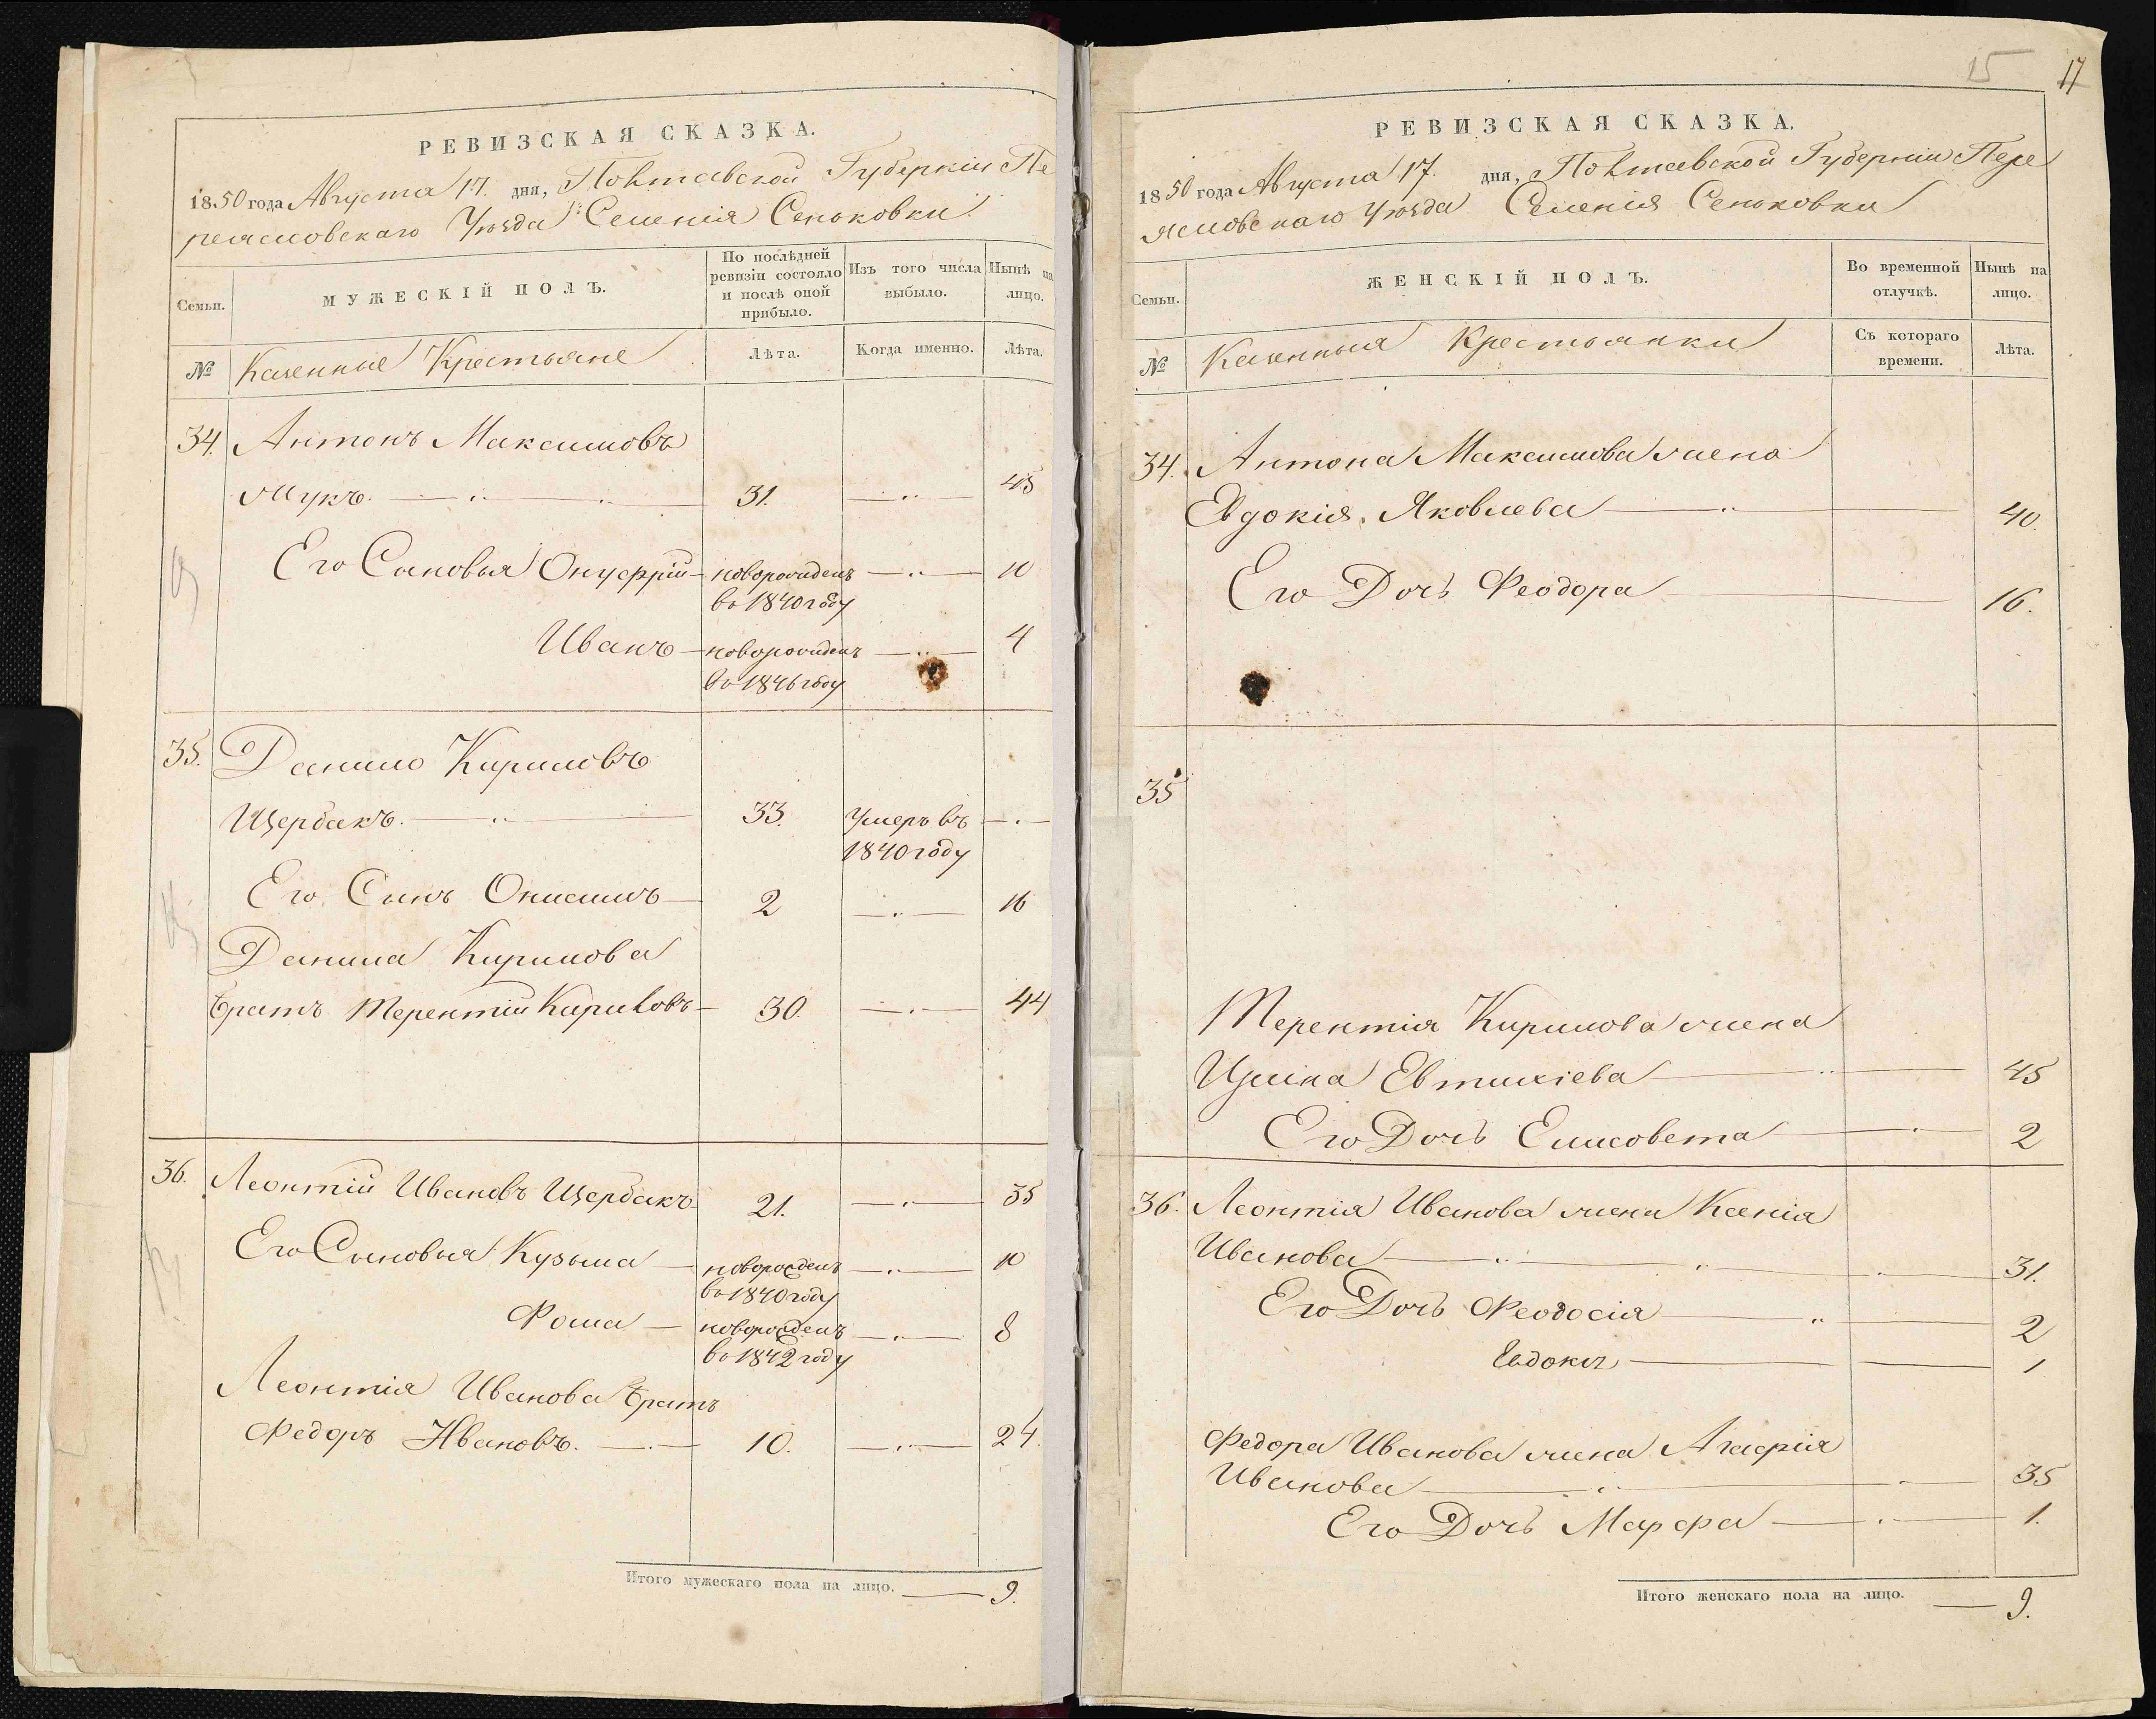 РЕВИЗСКАЯ СКАЗКА.
1850 года Августа 17. дня, Полтавской Губерніи Пе
реясловскаго Уѣзда Селенія Сеньковки.
Семьи.
МУЖЕСКІЙ ПОЛЪ.
По послѣдней ревизіи состояло и послѣ оной прибыло.
Изъ того числа выбыло.
Нынѣ на лицо.
№ Казенные Крестьяне
Лѣта.
Когда именно.
Лѣта.
34. Антонъ Максимовъ
Жукъ. 31. 45
Его Сыновья Онуфрій новорожденъ 10
въ 1840 году
Иванъ новорожденъ 4
въ 1846 году
35. Данило Кириловъ
Щербакъ. 33. Умеръ въ
1840 году
Его Сынъ Онисимъ 2 16
Данила Кирилова
братъ Терентій Кириловъ 30. 44
36. Леонтій Ивановъ Щербакъ 21. 35
Его Сыновья Кузьма новорожденъ 10
въ 1840 году
Фома новорожденъ 8
въ 1842 году
Леонтія Иванова братъ
Федоръ Ивановъ. 10. 24.
Итого мужескаго пола на лицо. 9.
15 17
РЕВИЗСКАЯ СКАЗКА.
1850 года Августа 17. дня, Полтавской Губерніи Пере
ясловскаго Уѣзда Селенія Сеньковки
Семьи.
ЖЕНСКІЙ ПОЛЪ.
Во временной отлучкѣ.
Нынѣ на лицо.
№ Казенныя Крестьянки
Съ котораго времени.
Лѣта.
34. Антона Максимова жена
Евдокія Яковлева 40.
Его Дочь Феодора 16.
35
Терентія Кирилова жена
Ирина Евтихіева 45
Его Дочь Елисовета 2
36. Леонтія Иванова жена Ксенія
Иванова 31.
Его Дочь Феодосія 2
Евдокія 1
Федора Иванова жена Агафія
Иванова 35
Его Дочь Марфа 1.
Итого женскаго пола на лицо. 9.